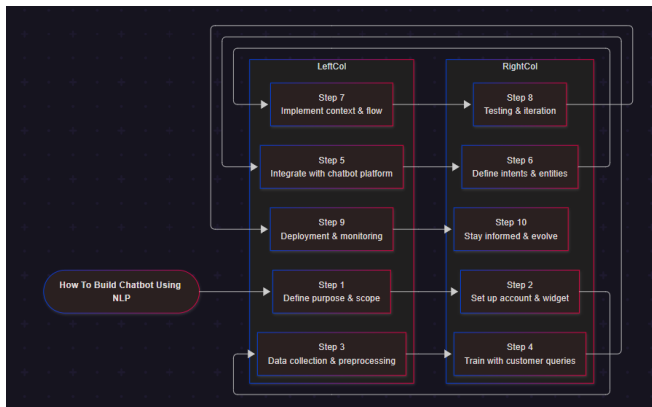 LeftCol
RightCol
Step 7
Implement context & flow
Step 8
Testing & iteration
Step 5
Integrate with chatbot platform
Step 6
Define intents & entities
Step 9
Deployment & monitoring
Step 10
Stay informed & evolve
How To Build Chatbot Using
NLP
Step 1
Define purpose & scope
Step 2
Set up account & widget
Step 3
Data collection & preprocessing
Step 4
Train with customer queries